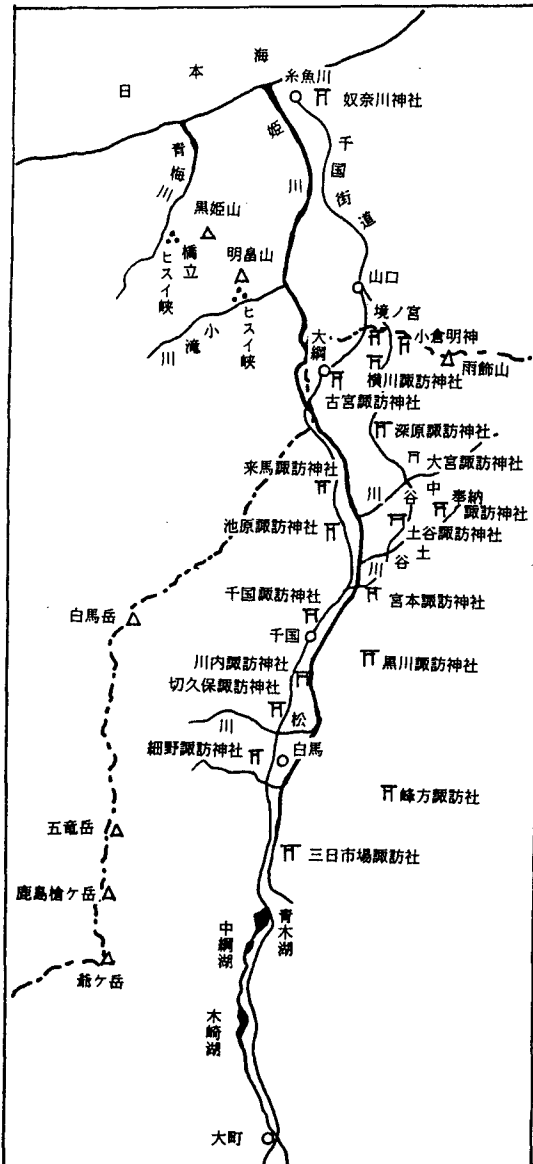 日本海
糸魚川
奴奈川神社
姫川
千国街道
青梅川
黒姫山
橋立
ヒスイ峡
明畠山
ヒスイ峡
小滝川
山口
境ノ宮
小倉明神
雨飾山
大綱
横川諏訪神社
古宮諏訪神社
深原諏訪神社
来馬諏訪神社
大宮諏訪神社
中谷川
奉納
諏訪神社
池原諏訪神社
土谷諏訪神社
土谷川
千国諏訪神社
宮本諏訪神社
白馬岳
千国
川内諏訪神社
黒川諏訪神社
切久保諏訪神社
松川
細野諏訪神社
白馬
峰方諏訪社
五竜岳
三日市場諏訪社
鹿島槍ケ岳
青木湖
中綱湖
爺ケ岳
木崎湖
大町